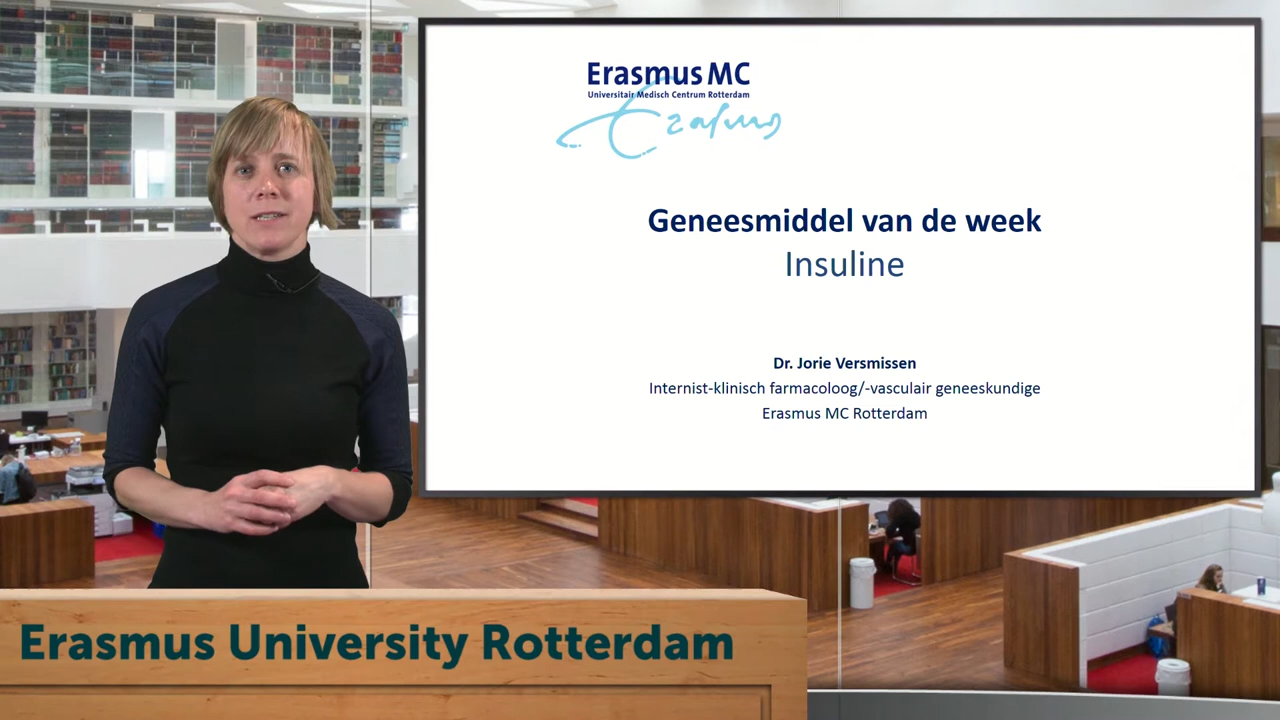 Erasmus MC
Universitair Medisch Centrum Rotterdam
Erasmus
Geneesmiddel van de week
Insuline
Dr. Jorie Versmissen
Internist-klinisch farmacoloog/-vasculair geneeskundige
Erasmus MC Rotterdam
Erasmus University Rotterdam